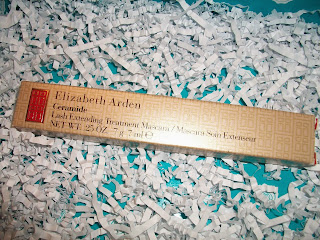 Elizabeth Arden
Ceramide
Lash Extending Treatment Mascara / Mascara Soin Extenseur
NET WT. .25 OZ. 7 g 7 ml ℮